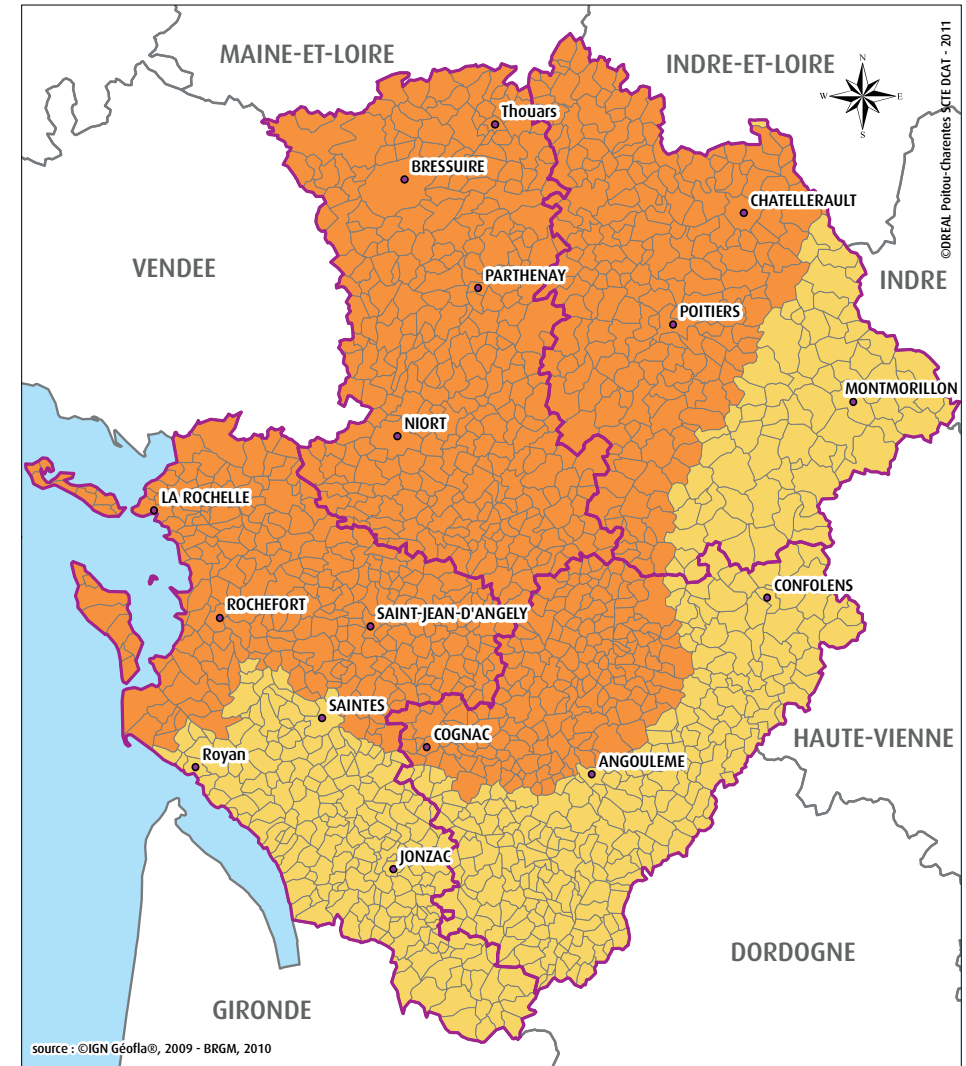 MAINE-ET-LOIRE
INDRE-ET-LOIRE
N
W
E
S
©DREAL Poitou-Charentes SCTE DCAT - 2011
Thouars
BRESSUIRE
CHATELLERAULT
VENDEE
PARTHENAY
INDRE
POITIERS
MONTMORILLON
NIORT
LA ROCHELLE
CONFOLENS
ROCHEFORT
SAINT-JEAN-D'ANGELY
SAINTES
COGNAC
HAUTE-VIENNE
Royan
ANGOULEME
JONZAC
DORDOGNE
GIRONDE
source : ©IGN Géofla®, 2009 - BRGM, 2010